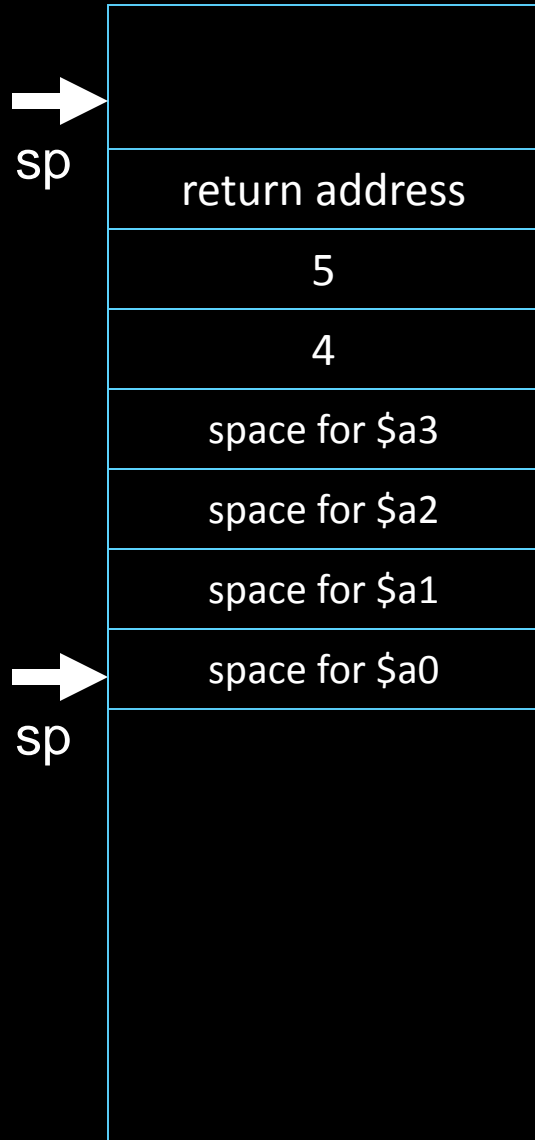 sp
return address
5
4
space for $a3
space for $a2
space for $a1
space for $a0
sp